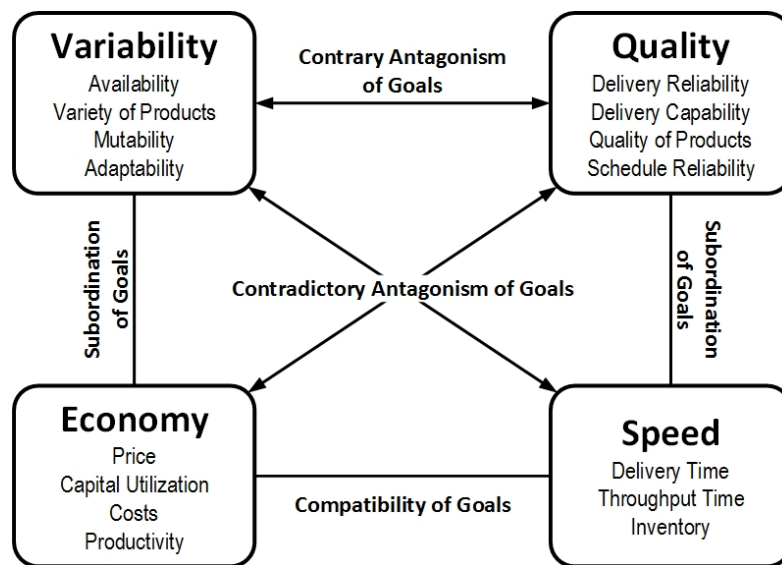 Variability
Availability
Variety of Products
Mutability
Adaptability
Contrary Antagonism
of Goals
Quality
Delivery Reliability
Delivery Capability
Quality of Products
Schedule Reliability
Subordination
of Goals
Contradictory Antagonism of Goals
Subordination
of Goals
Economy
Price
Capital Utilization
Costs
Productivity
Compatibility of Goals
Speed
Delivery Time
Throughput Time
Inventory